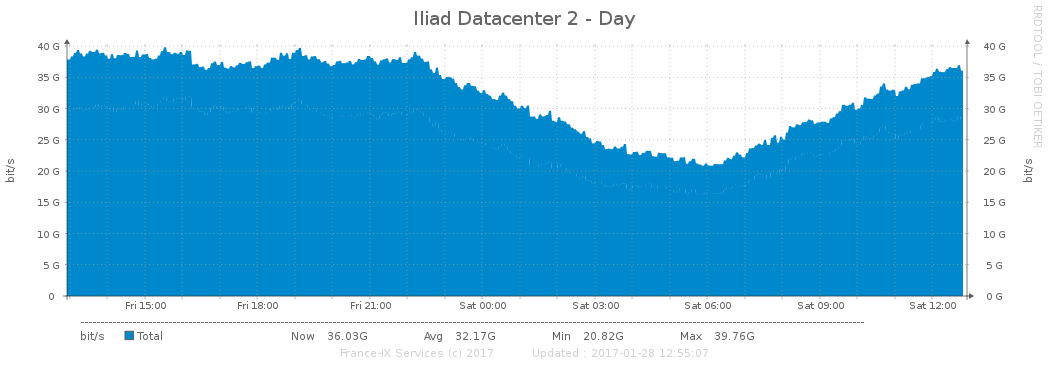 Iliad Datacenter 2 - Day
RRDTOOL / TOBI OETIKER
bit/s
bit/s
40 G 40 G
35 G 35 G
30 G 30 G
25 G 25 G
20 G 20 G
15 G 15 G
10 G 10 G
5 G 5 G
0 0 G
Fri 15:00 Fri 18:00 Fri 21:00 Sat 00:00 Sat 03:00 Sat 06:00 Sat 09:00 Sat 12:00
bit/s Total Now 36.03G Avg 32.17G Min 20.82G Max 39.76G
France-IX Services (c) 2017 Updated : 2017-01-28 12:55:07